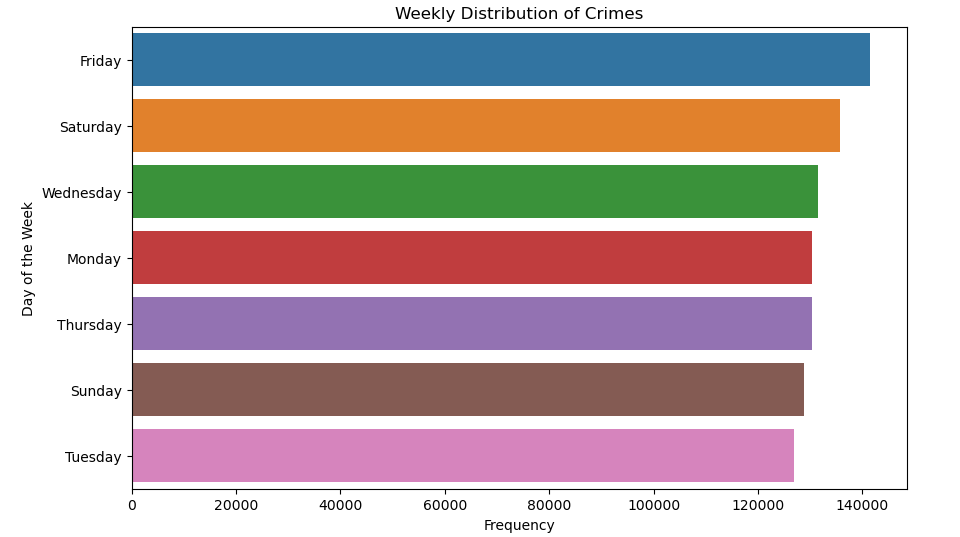 Weekly Distribution of Crimes
Friday
Saturday
Wednesday
Monday
Thursday
Sunday
Tuesday
Day of the Week
0 20000 40000 60000 80000 100000 120000 140000
Frequency